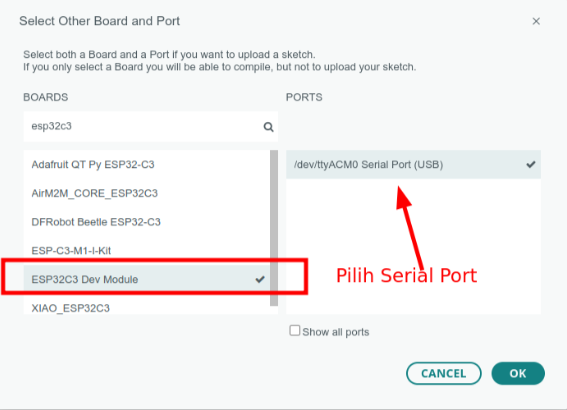 Select Other Board and Port
Select both a Board and a Port if you want to upload a sketch.
If you only select a Board you will be able to compile, but not to upload your sketch.
BOARDS
PORTS
esp32c3
Adafruit QT Py ESP32-C3
/dev/ttyACM0 Serial Port (USB)
AirM2M_CORE_ESP32C3
DFRobot Beetle ESP32-C3
ESP-C3-M1-I-Kit
ESP32C3 Dev Module
Pilih Serial Port
XIAO_ESP32C3
Show all ports
CANCEL
OK